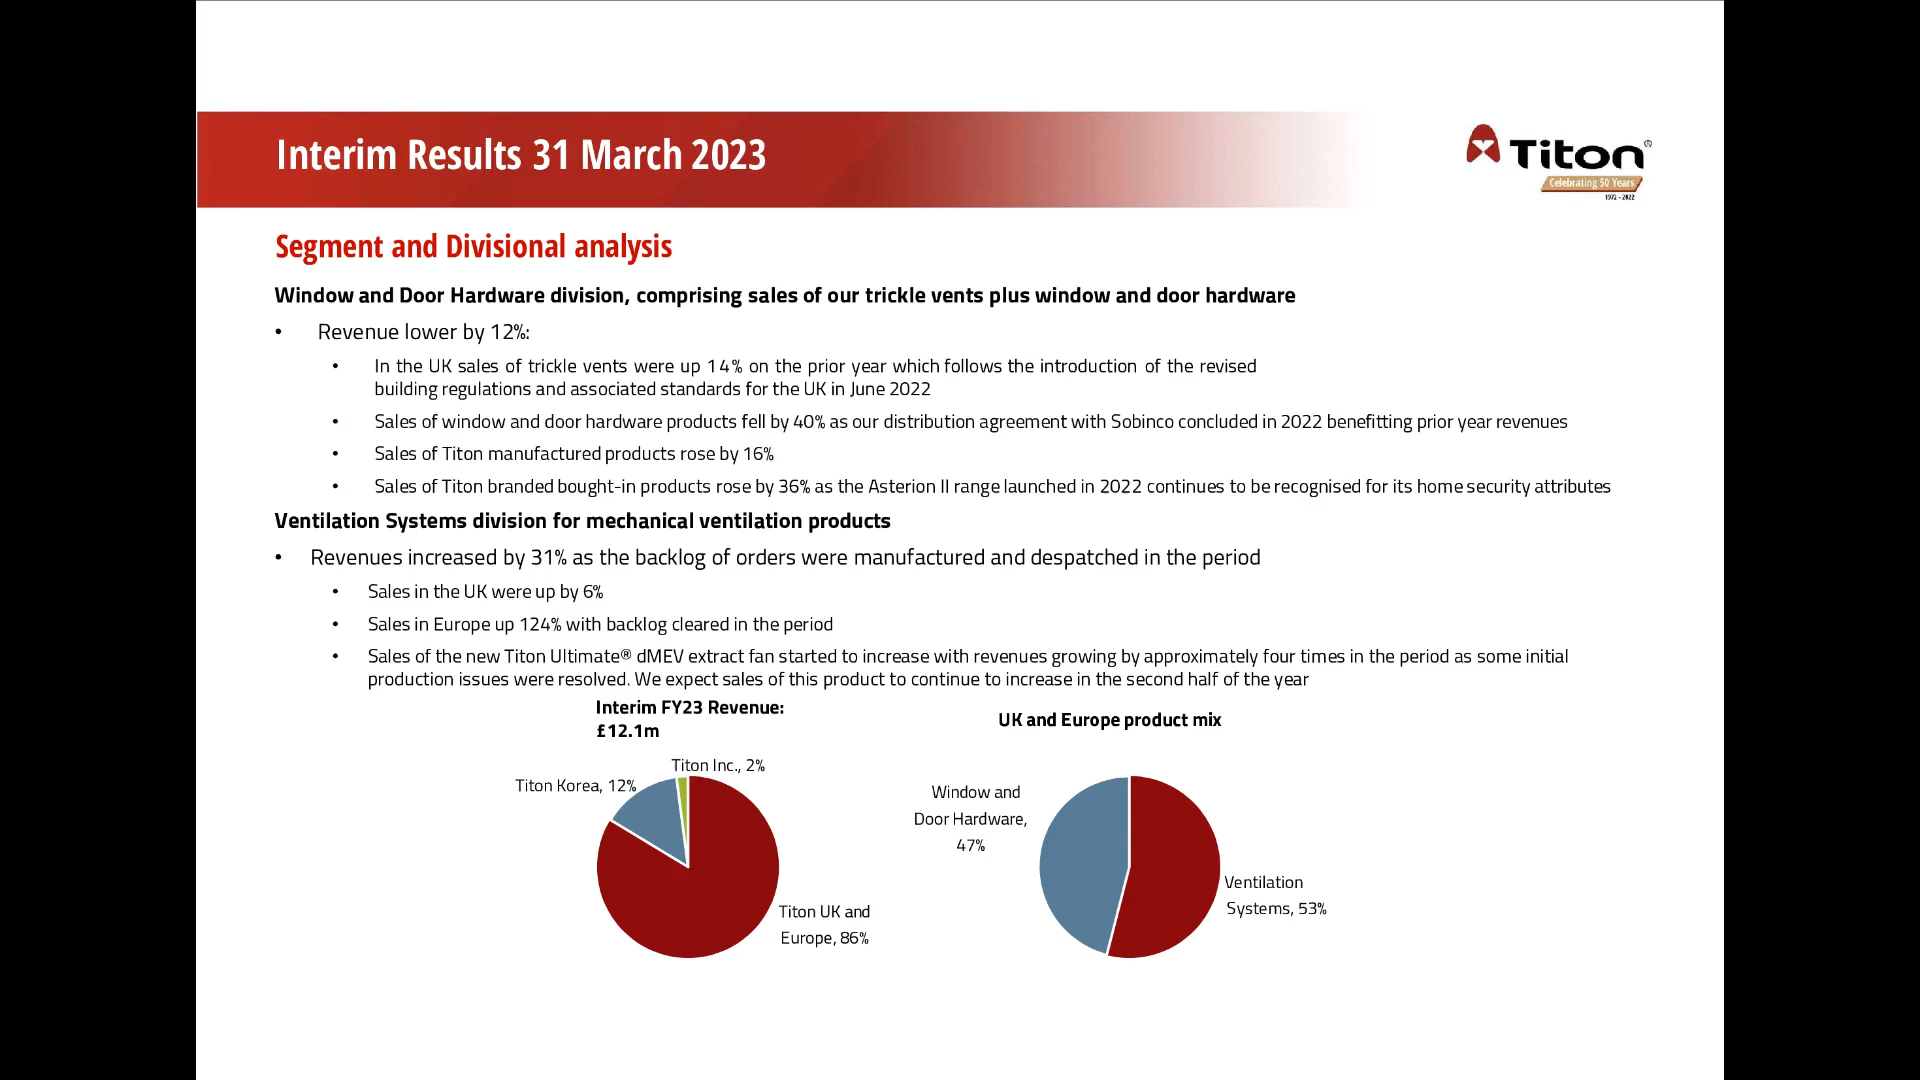 Interim Results 31 March 2023
Titon®
Celebrating 50 Years
1972 - 2022
Segment and Divisional analysis
Window and Door Hardware division, comprising sales of our trickle vents plus window and door hardware
• Revenue lower by 12%:
• In the UK sales of trickle vents were up 14% on the prior year which follows the introduction of the revised
building regulations and associated standards for the UK in June 2022
• Sales of window and door hardware products fell by 40% as our distribution agreement with Sobinco concluded in 2022 benefitting prior year revenues
• Sales of Titon manufactured products rose by 16%
• Sales of Titon branded bought-in products rose by 36% as the Asterion II range launched in 2022 continues to be recognised for its home security attributes
Ventilation Systems division for mechanical ventilation products
• Revenues increased by 31% as the backlog of orders were manufactured and despatched in the period
• Sales in the UK were up by 6%
• Sales in Europe up 124% with backlog cleared in the period
• Sales of the new Titon Ultimate® dMEV extract fan started to increase with revenues growing by approximately four times in the period as some initial
production issues were resolved. We expect sales of this product to continue to increase in the second half of the year
Interim FY23 Revenue:
£12.1m
Titon Inc., 2%
Titon Korea, 12%
Titon UK and
Europe, 86%
UK and Europe product mix
Window and
Door Hardware,
47%
Ventilation
Systems, 53%